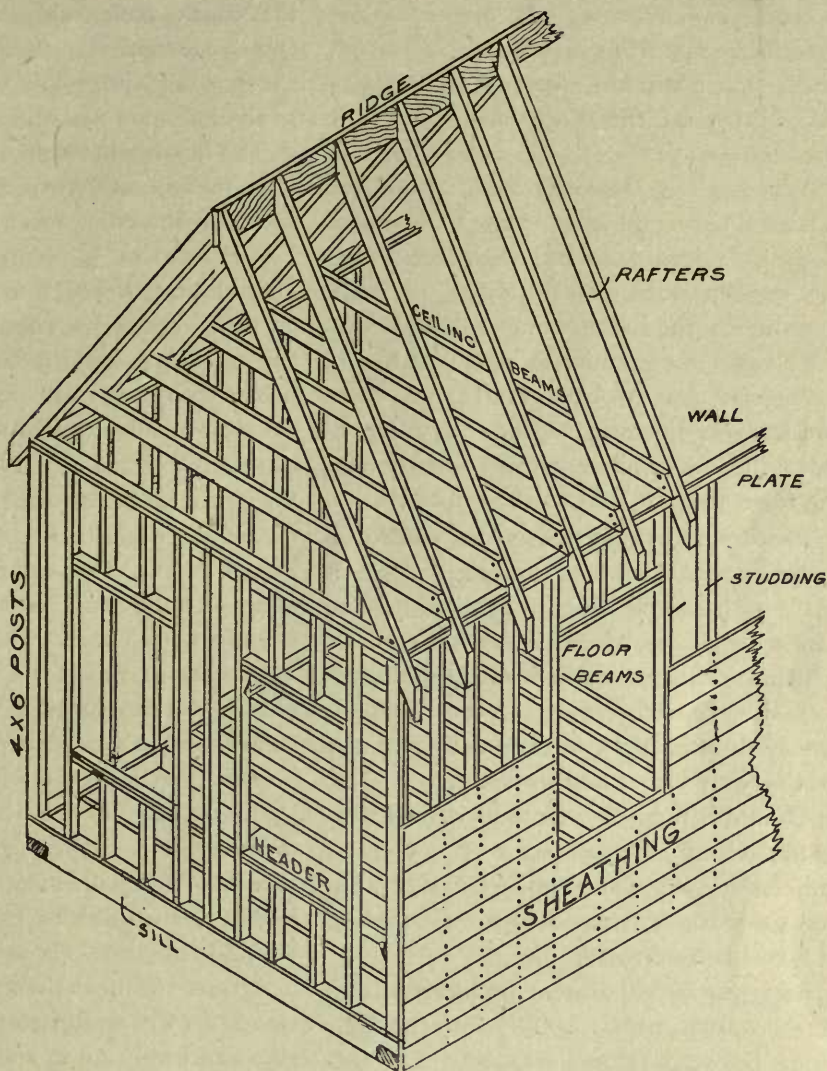 RIDGE
RAFTERS
CEILING BEAMS
WALL
PLATE
STUDDING
4X6 POSTS
FLOOR
BEAMS
HEADER
SHEATHING
SILL